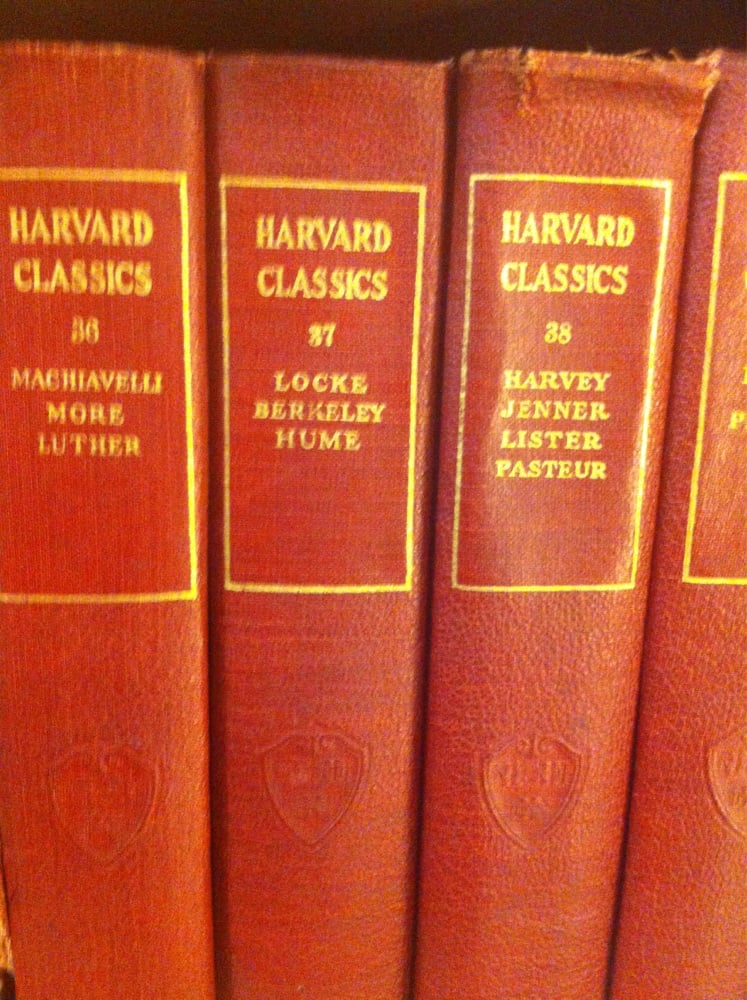 HARVARD
CLASSICS
36
MACHIAVELLI
MORE
LUTHER
HARVARD
CLASSICS
37
LOCKE
BERKELEY
HUME
HARVARD
CLASSICS
38
HARVEY
JENNER
LISTER
PASTEUR
P